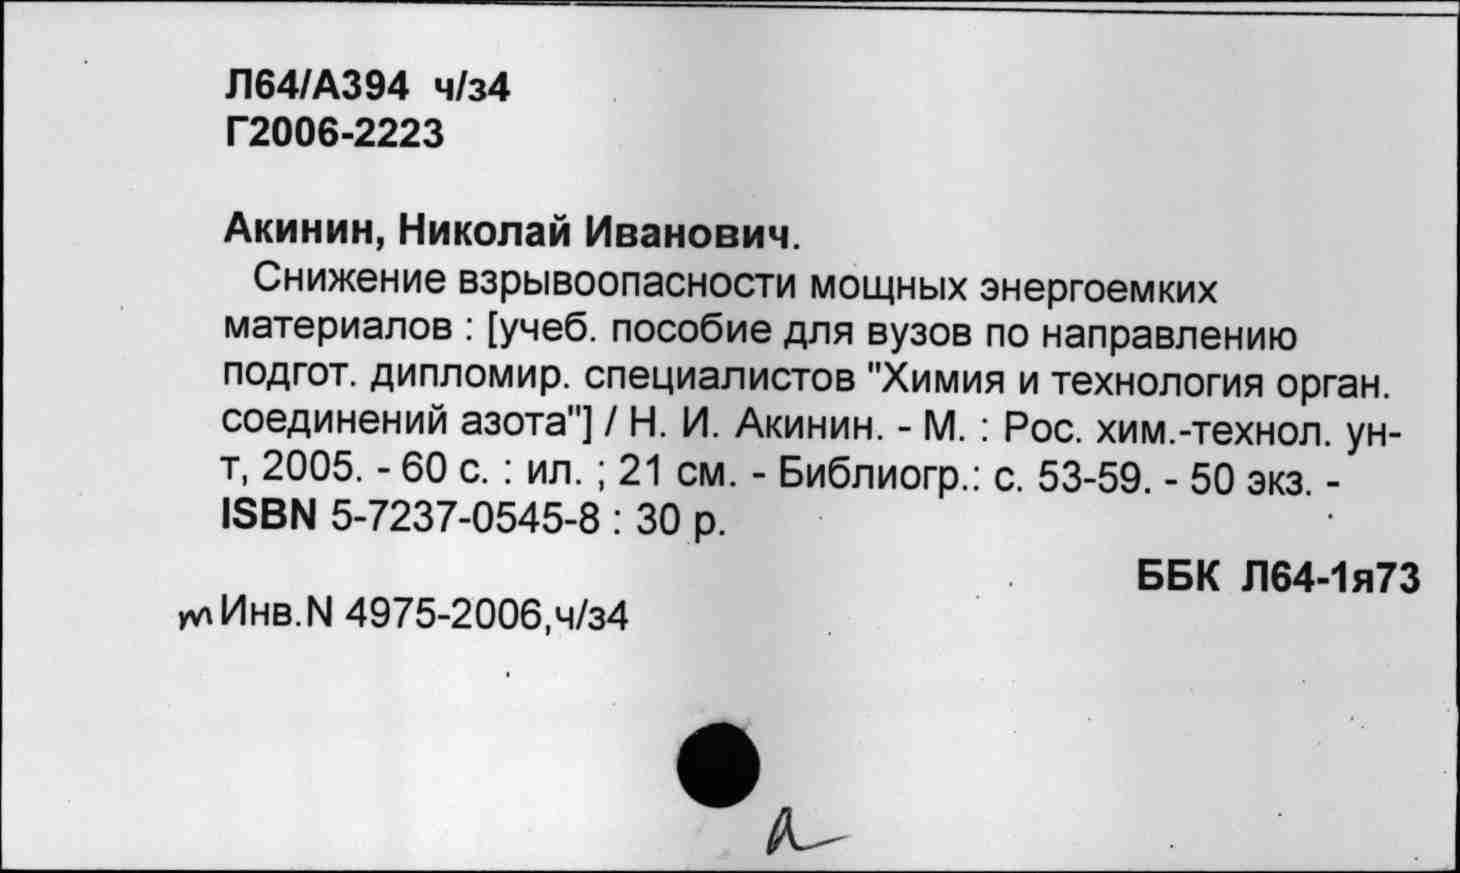 Л64/А394 ч/з4
Г2006-2223
Акинин, Николай Иванович.
Снижение взрывоопасности мощных энергоемких
материалов : [учеб. пособие для вузов по направлению
подгот. дипломир. специалистов "Химия и технология орган.
соединений азота"] / Н. И. Акинин. - М. : Рос. хим.-технол. ун-
т, 2005. - 60 с. : ил. ; 21 см. - Библиогр.: с. 53-59. - 50 экз. -
ISBN 5-7237-0545-8 : 30 р.
ББК Л64-1я73
Инв.N 4975-2006,ч/з4
а